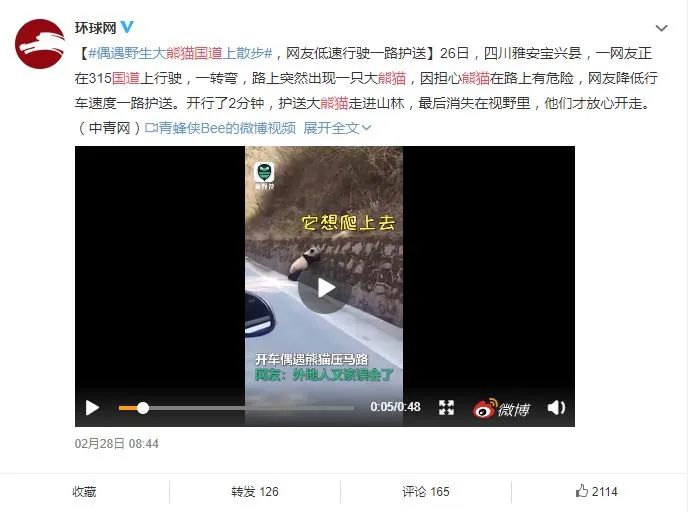 环球网
【#偶遇野生大熊猫国道上散步#，网友低速行驶一路护送】26日，四川雅安宝兴县，一网友正
在315国道上行驶，一转弯，路上突然出现一只大熊猫，因担心熊猫在路上有危险，网友降低行
车速度一路护送。开行了2分钟，护送大熊猫走进山林，最后消失在视野里，他们才放心开走。
（中青网）青蜂侠Bee的微博视频 展开全文
青蜂侠
它想爬上去
开车偶遇熊猫压马路
网友：外地人又该误会了
0:05/0:48
微博
02月28日 08:44
收藏
转发 126
评论 165
2114